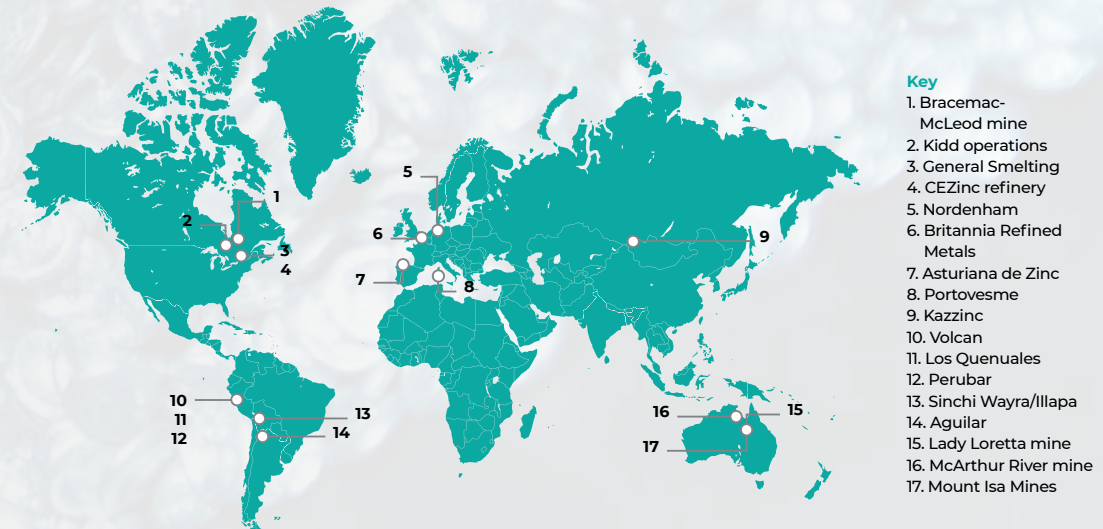 1
2
3
4
5
6
7
8
9
10
11
12
13
14
15
16
17
Key
1. Bracemac-
McLeod mine
2. Kidd operations
3. General Smelting
4. CEZinc refinery
5. Nordenham
6. Britannia Refined
Metals
7. Asturiana de Zinc
8. Portovesme
9. Kazzinc
10. Volcan
11. Los Quenuales
12. Perubar
13. Sinchi Wayra/Illapa
14. Aguilar
15. Lady Loretta mine
16. McArthur River mine
17. Mount Isa Mines